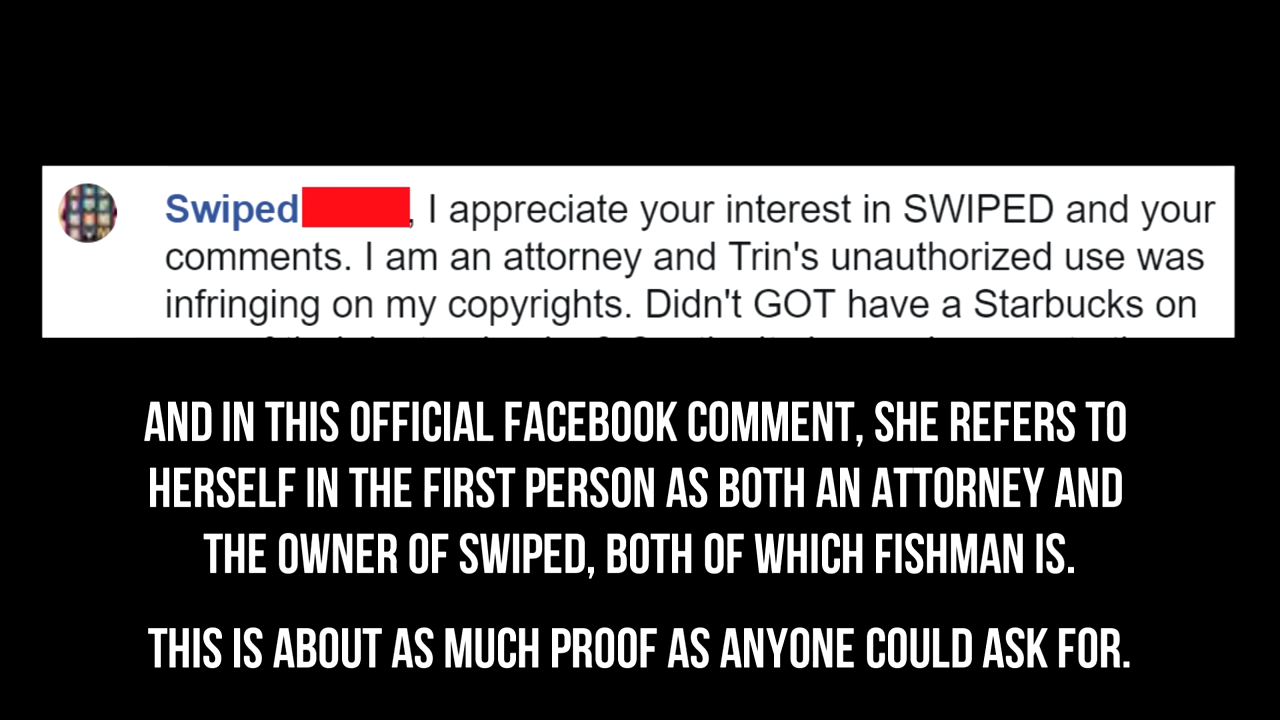 Swiped , I appreciate your interest in SWIPED and your
comments. I am an attorney and Trin's unauthorized use was
infringing on my copyrights. Didn't GOT have a Starbucks on
AND IN THIS OFFICIAL FACEBOOK COMMENT, SHE REFERS TO
HERSELF IN THE FIRST PERSON AS BOTH AN ATTORNEY AND
THE OWNER OF SWIPED, BOTH OF WHICH FISHMAN IS.
THIS IS ABOUT AS MUCH PROOF AS ANYONE COULD ASK FOR.